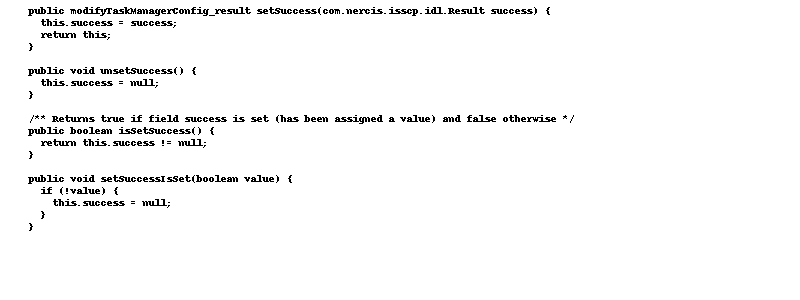 public modifyTaskManagerConfig_result setSuccess(com.nercis.isscp.idl.Result success) {
this.success = success;
return this;
}
public void unsetSuccess() {
this.success = null;
}
/** Returns true if field success is set (has been assigned a value) and false otherwise */
public boolean isSetSuccess() {
return this.success != null;
}
public void setSuccessIsSet(boolean value) {
if (!value) {
this.success = null;
}
}